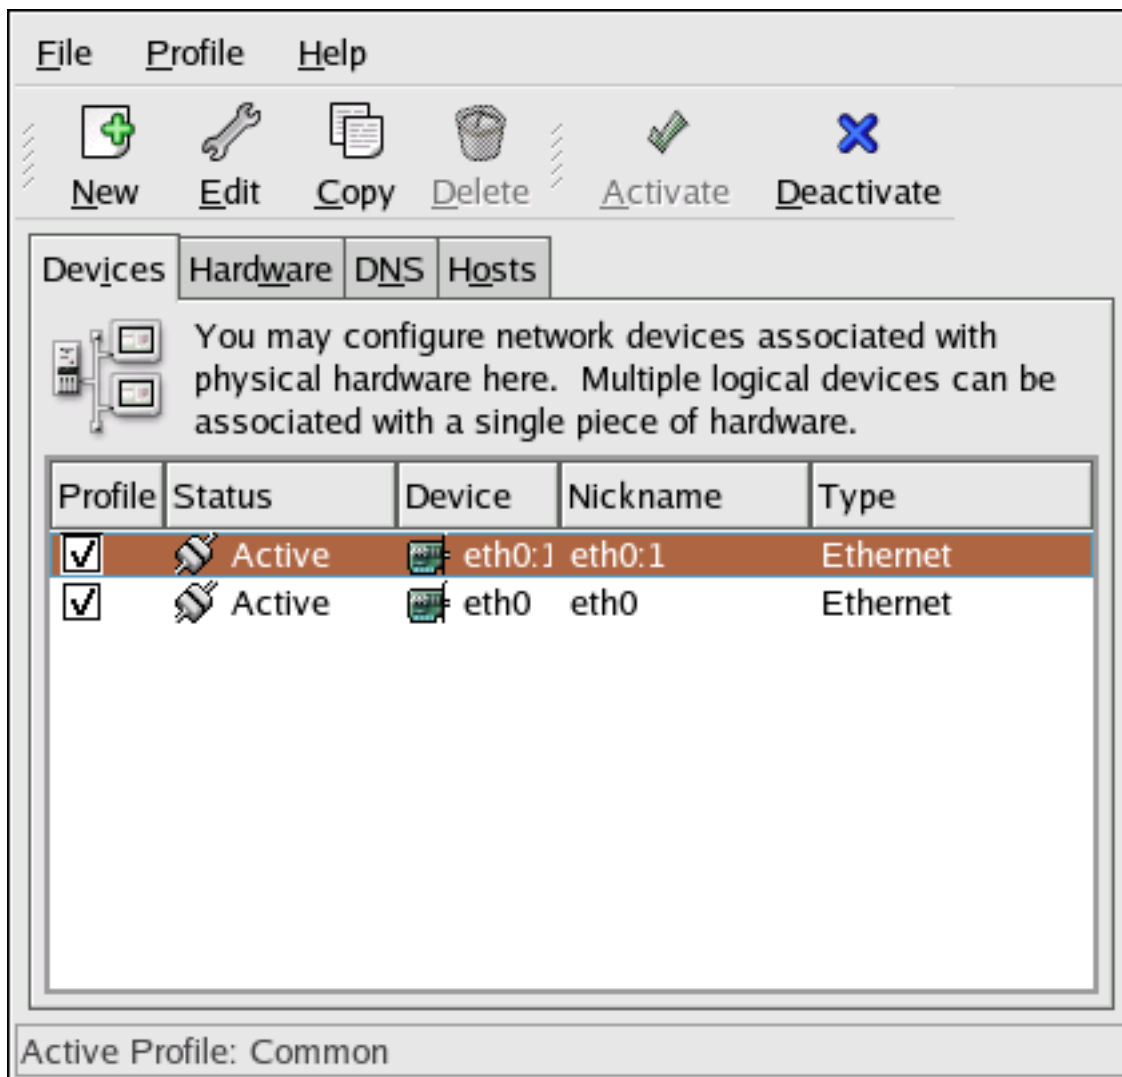 File Profile Help
New Edit Copy Delete Activate Deactivate
Devices Hardware DNS Hosts
You may configure network devices associated with
physical hardware here.  Multiple logical devices can be
associated with a single piece of hardware.
Profile Status Device Nickname Type
Active eth0:1 eth0:1 Ethernet
Active eth0 eth0 Ethernet
Active Profile: Common